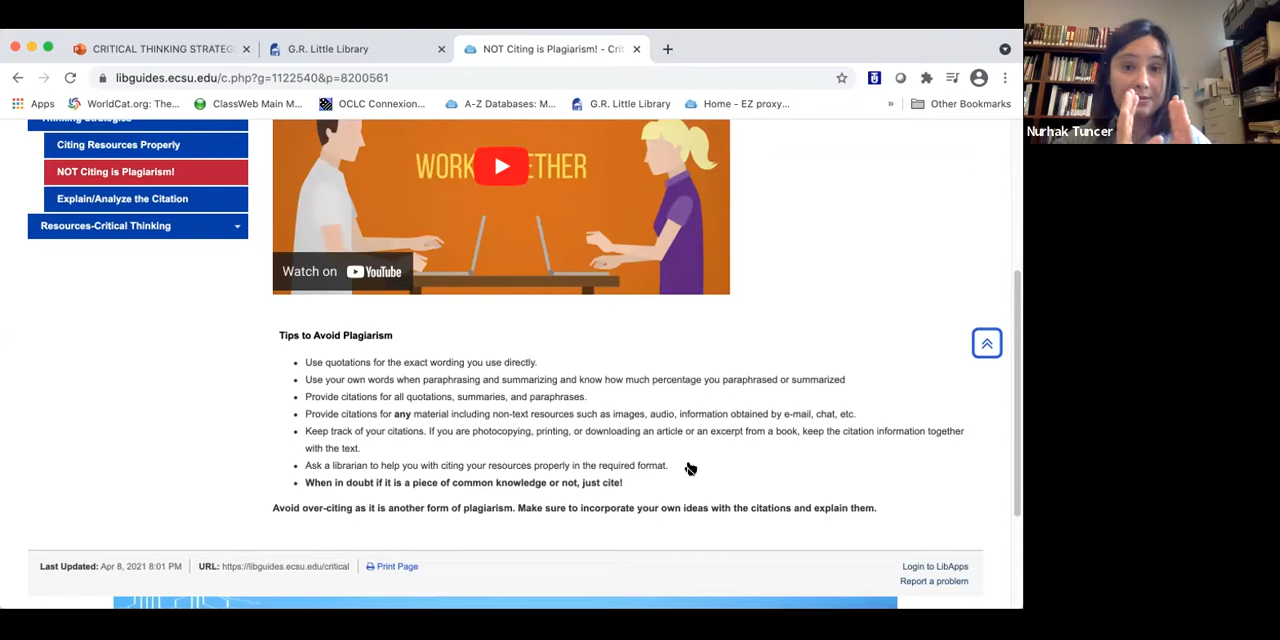 CRITICAL THINKING STRATEG
G.R. Little Library
NOT Citing is Plagiarism! - Crit
libguides.ecsu.edu/c.php?g=1122540&p=8200561
Apps
WorldCat.org: The...
ClassWeb Main M...
OCLC Connexion...
A-Z Databases: M...
G.R. Little Library
Home - EZ proxy...
»
Other Bookmarks
Nurhak Tuncer
Thinking Strategies
Citing Resources Properly
NOT Citing is Plagiarism!
Explain/Analyze the Citation
Resources-Critical Thinking
Watch on YouTube
Tips to Avoid Plagiarism
• Use quotations for the exact wording you use directly.
• Use your own words when paraphrasing and summarizing and know how much percentage you paraphrased or summarized
• Provide citations for all quotations, summaries, and paraphrases.
• Provide citations for any material including non-text resources such as images, audio, information obtained by e-mail, chat, etc.
• Keep track of your citations. If you are photocopying, printing, or downloading an article or an excerpt from a book, keep the citation information together
with the text.
• Ask a librarian to help you with citing your resources properly in the required format.
• When in doubt if it is a piece of common knowledge or not, just cite!
Avoid over-citing as it is another form of plagiarism. Make sure to incorporate your own ideas with the citations and explain them.
Last Updated: Apr 8, 2021 8:01 PM
URL: https://libguides.ecsu.edu/critical
Print Page
Login to LibApps
Report a problem